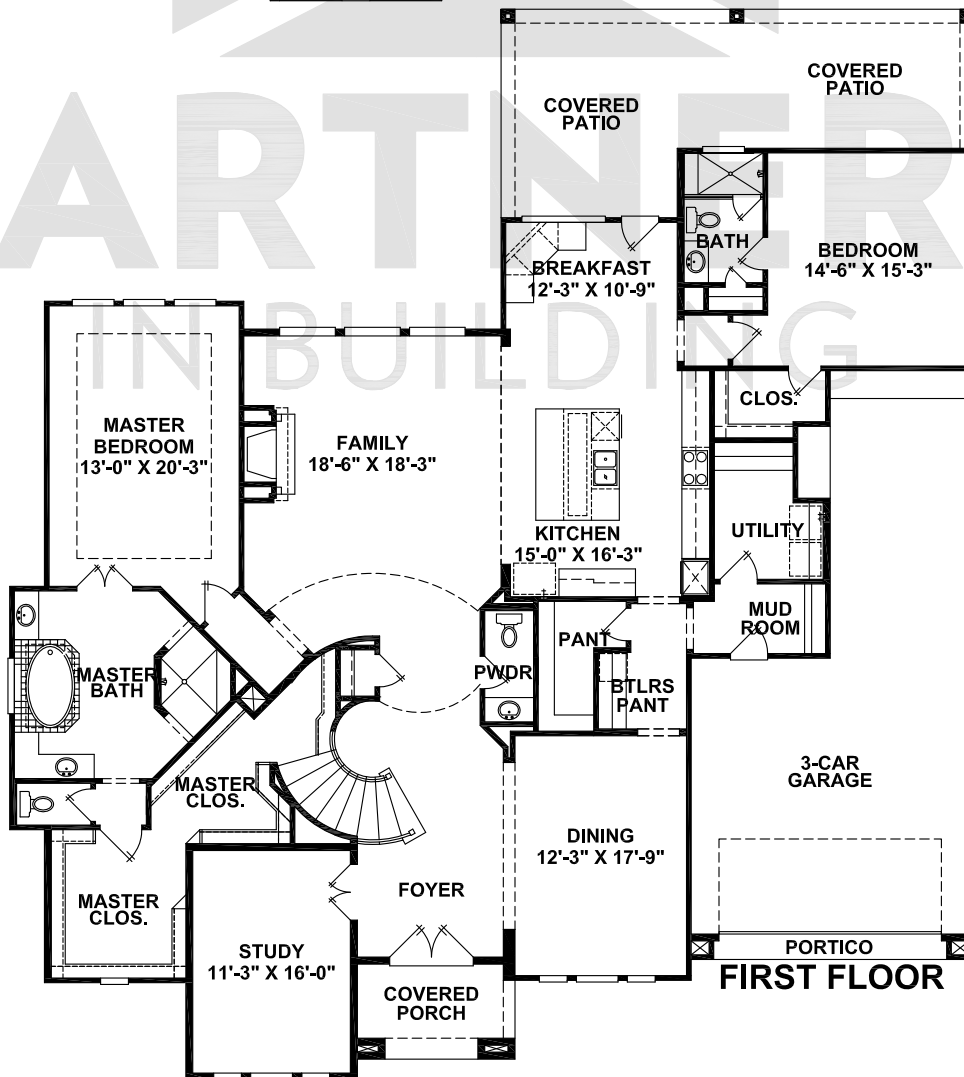 ARTNER
IN BUILDING
COVERED
PATIO
COVERED
PATIO
BATH
BEDROOM
14'-6" X 15'-3"
BREAKFAST
12'-3" X 10'-9"
CLOS.
MASTER
BEDROOM
13'-0" X 20'-3"
FAMILY
18'-6" X 18'-3"
KITCHEN
15'-0" X 16'-3"
UTILITY
MUD
ROOM
PANT
PWDR
BTLRS
PANT
MASTER
BATH
MASTER
CLOS.
3-CAR
GARAGE
DINING
12'-3" X 17'-9"
FOYER
MASTER
CLOS.
STUDY
11'-3" X 16'-0"
COVERED
PORCH
PORTICO
FIRST FLOOR